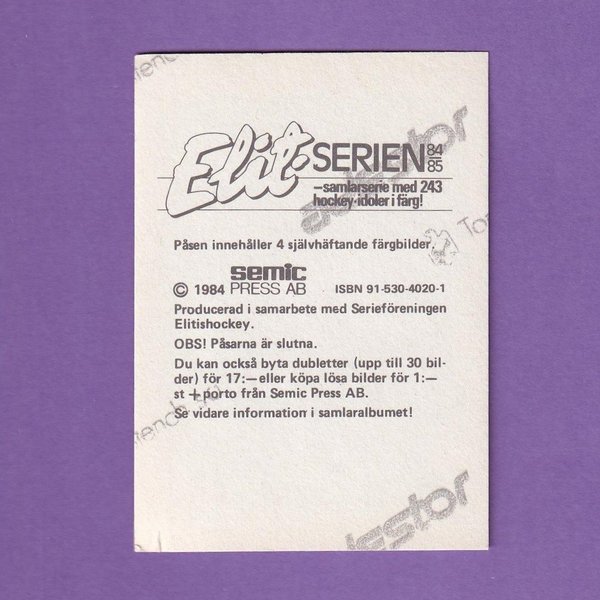 Elit-SERIEN 84 85
–samlarserie med 243
hockey-idoler i färg!
Påsen innehåller 4 självhäftande färgbilder.
© 1984 semic PRESS AB ISBN 91-530-4020-1
Producerad i samarbete med Serieföreningen
Elitishockey.
OBS! Påsarna är slutna.
Du kan också byta dubletter (upp till 30 bil-
der) för 17:— eller köpa lösa bilder för 1:—
st + porto från Semic Press AB.
Se vidare information i samlaralbumet!